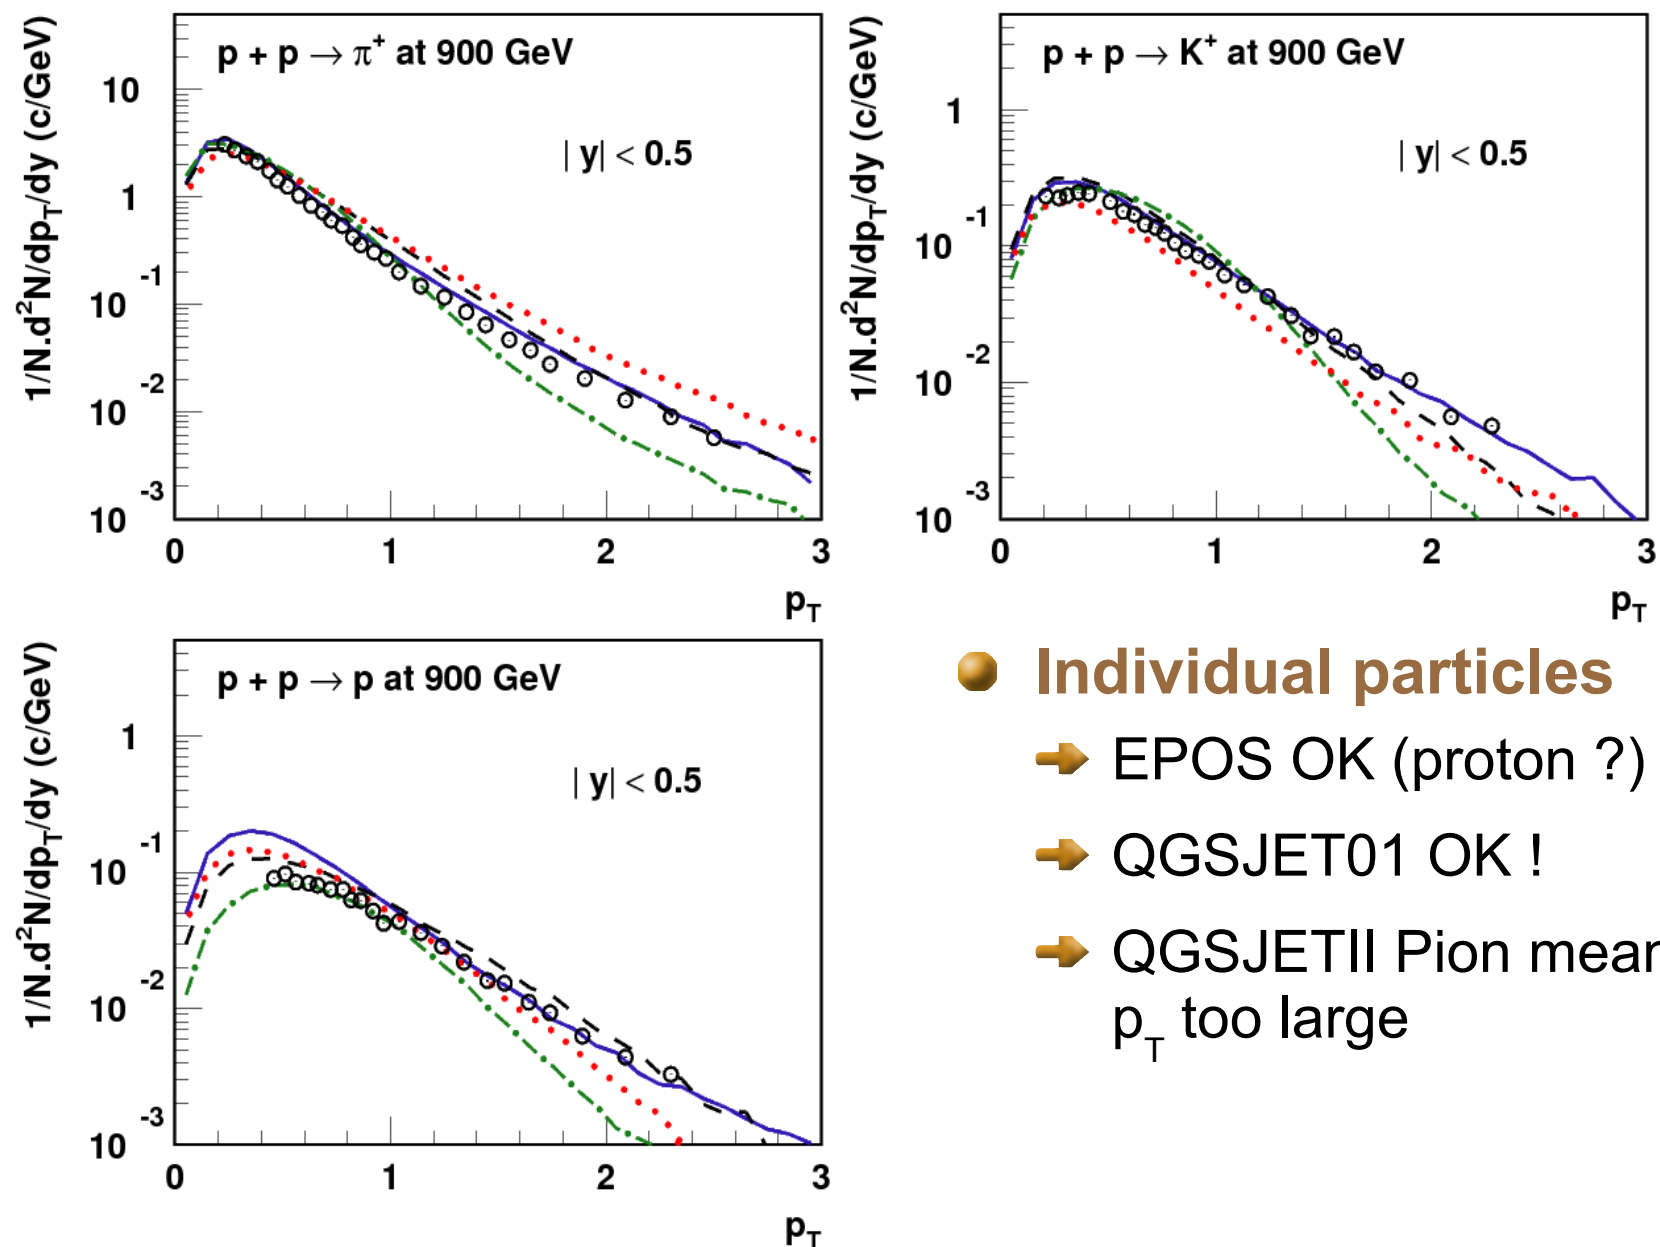 p + p → π⁺ at 900 GeV
| y| < 0.5
1/N.d²N/dp_T/dy (c/GeV)
10
1
10⁻¹
10⁻²
10⁻³
0 1 2 3
p_T
p + p → K⁺ at 900 GeV
| y| < 0.5
1/N.d²N/dp_T/dy (c/GeV)
1
10⁻¹
10⁻²
10⁻³
0 1 2 3
p_T
p + p → p at 900 GeV
| y| < 0.5
1/N.d²N/dp_T/dy (c/GeV)
1
10⁻¹
10⁻²
10⁻³
0 1 2 3
p_T
Individual particles
EPOS OK (proton ?)
QGSJET01 OK !
QGSJETII Pion mean
p_T too large